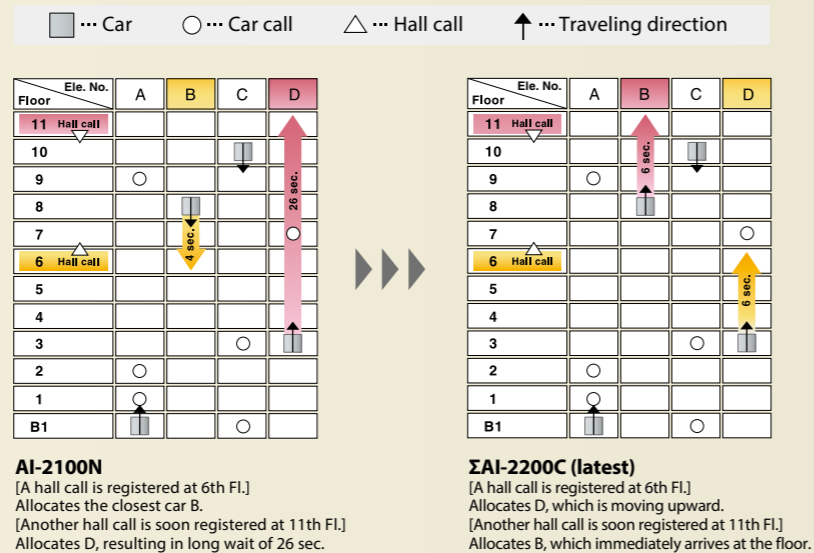 ··· Car ··· Car call ··· Hall call ··· Traveling direction
Ele. No.
Floor A B C D
11 Hall call
10
9
8
7
6 Hall call
5
4
3
2
1
B1
4 sec.
26 sec.
AI-2100N
[A hall call is registered at 6th Fl.]
Allocates the closest car B.
[Another hall call is soon registered at 11th Fl.]
Allocates D, resulting in long wait of 26 sec.
Ele. No.
Floor A B C D
11 Hall call
10
9
8
7
6 Hall call
5
4
3
2
1
B1
6 sec.
6 sec.
ΣAI-2200C (latest)
[A hall call is registered at 6th Fl.]
Allocates D, which is moving upward.
[Another hall call is soon registered at 11th Fl.]
Allocates B, which immediately arrives at the floor.